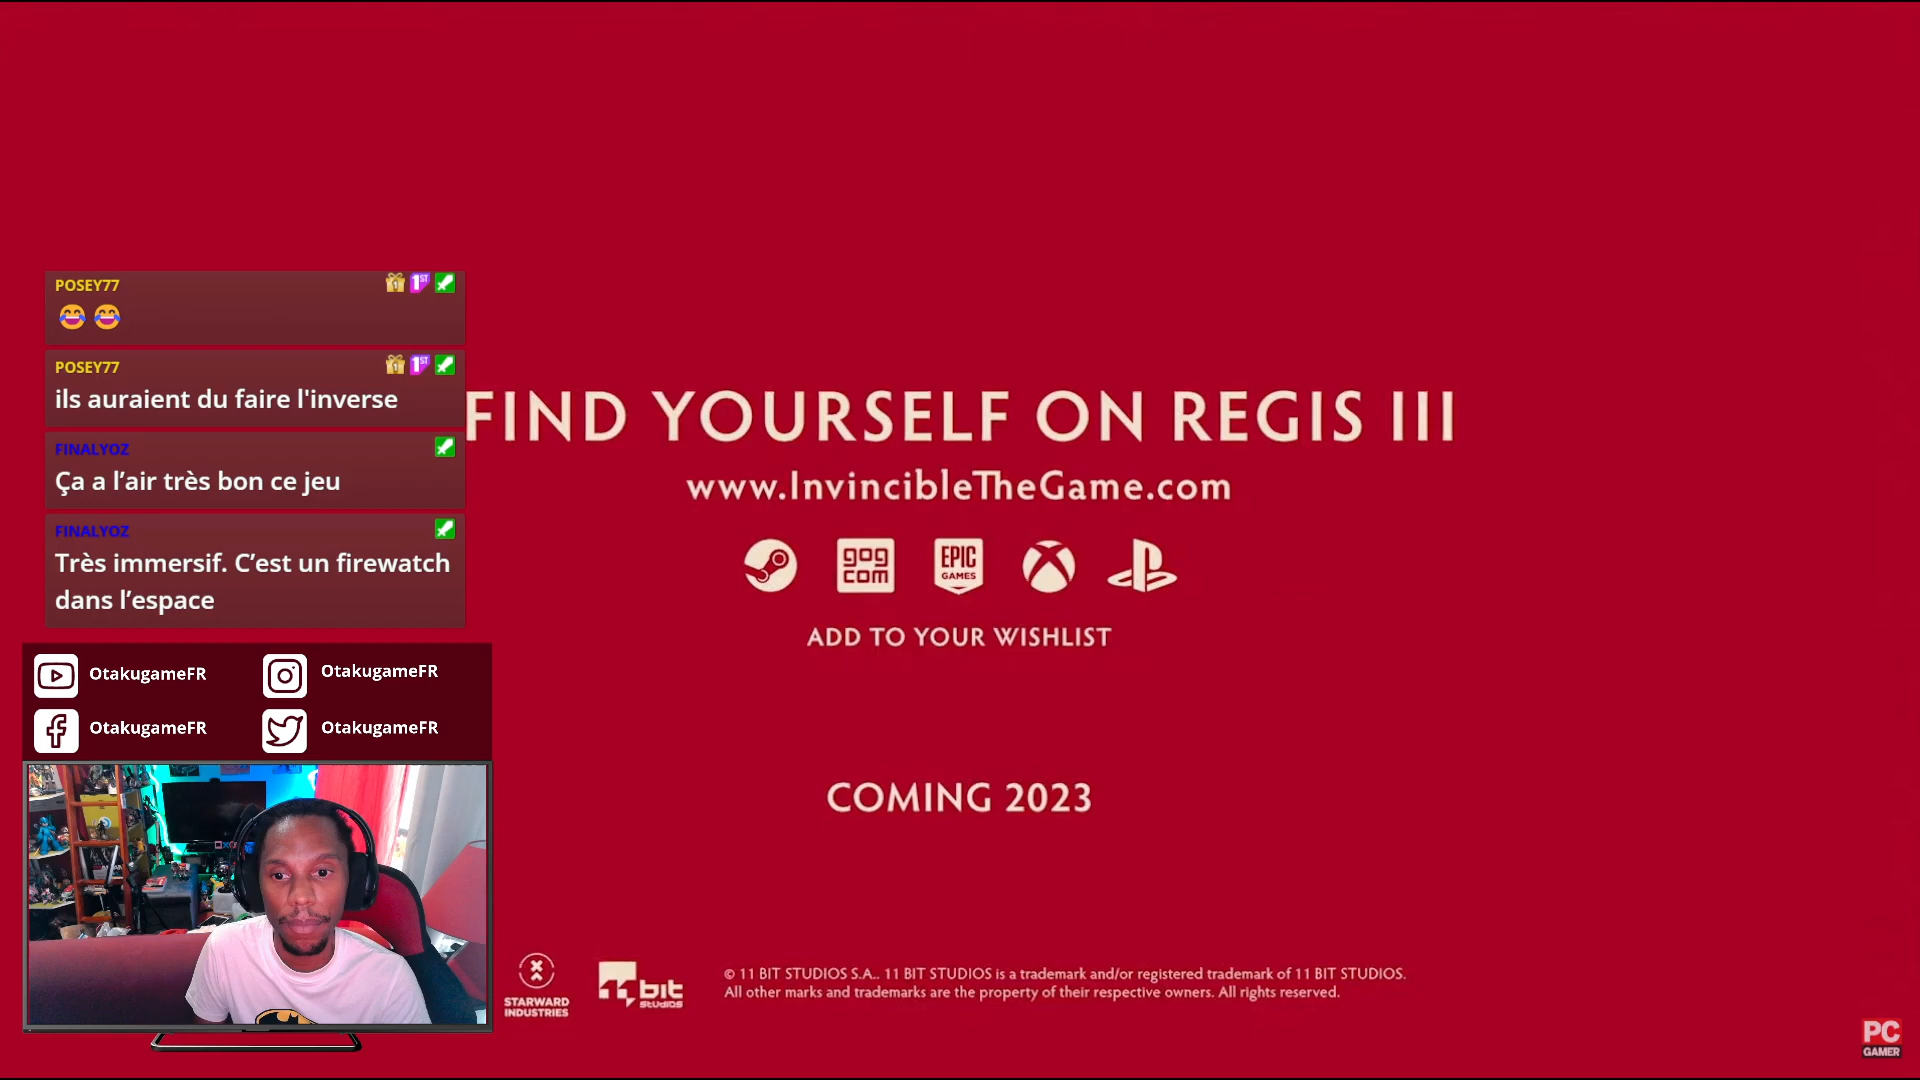 POSEY77
1ST
POSEY77
1ST
ils auraient du faire l'inverse
FINALYOZ
Ça a l’air très bon ce jeu
FINALYOZ
Très immersif. C’est un firewatch
dans l’espace
OtakugameFR
OtakugameFR
OtakugameFR
OtakugameFR
FIND YOURSELF ON REGIS III
www.InvincibleTheGame.com
gog
com
EPIC
GAMES
ADD TO YOUR WISHLIST
COMING 2023
STARWARD
INDUSTRIES
11 bit
studios
© 11 BIT STUDIOS S.A.. 11 BIT STUDIOS is a trademark and/or registered trademark of 11 BIT STUDIOS.
All other marks and trademarks are the property of their respective owners. All rights reserved.
PC
GAMER